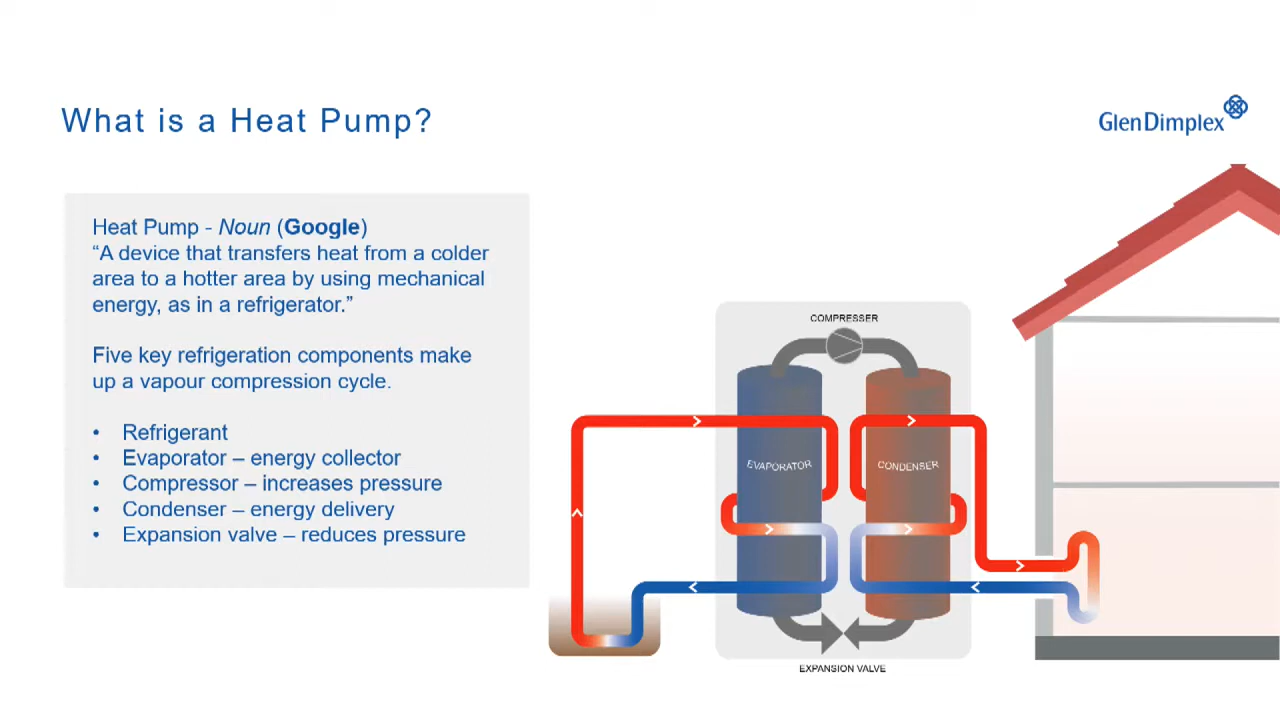 What is a Heat Pump?
GlenDimplex
Heat Pump - Noun (Google)
“A device that transfers heat from a colder
area to a hotter area by using mechanical
energy, as in a refrigerator.”
Five key refrigeration components make
up a vapour compression cycle.
• Refrigerant
• Evaporator – energy collector
• Compressor – increases pressure
• Condenser – energy delivery
• Expansion valve – reduces pressure
COMPRESSER
EVAPORATOR
CONDENSER
EXPANSION VALVE